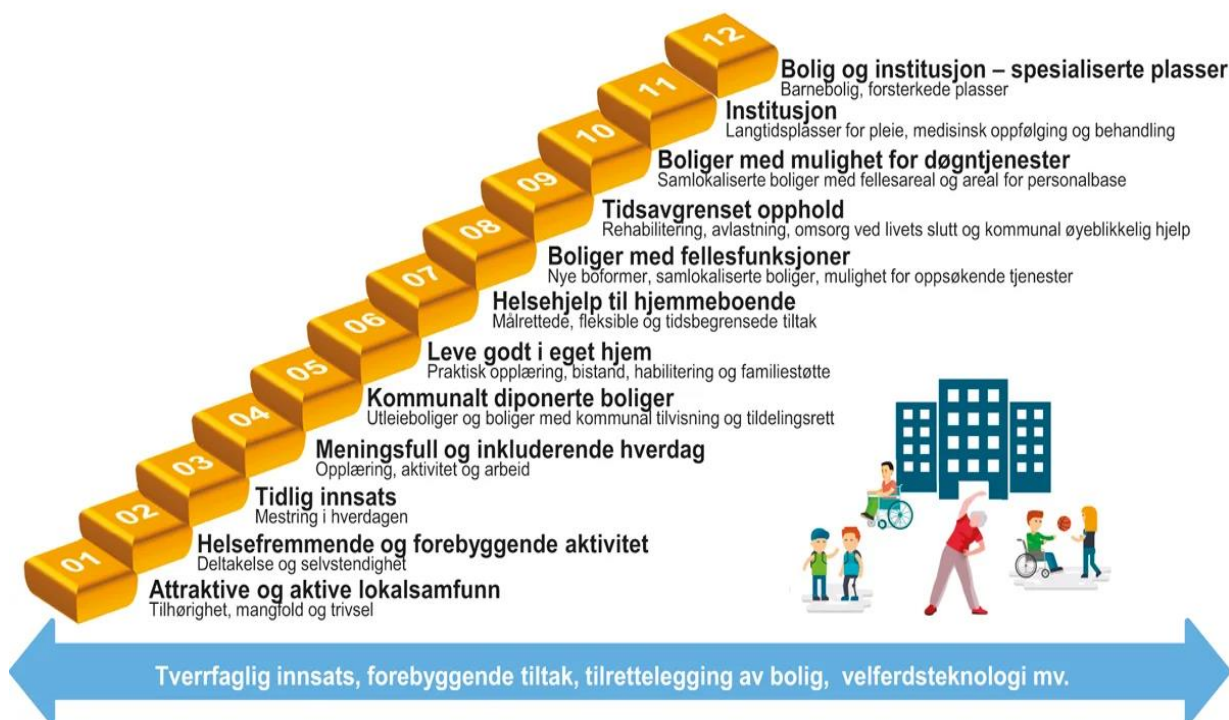 12
Bolig og institusjon – spesialiserte plasser
Barnebolig, forsterkede plasser
11
Institusjon
Langtidsplasser for pleie, medisinsk oppfølging og behandling
10
Boliger med mulighet for døgntjenester
Samlokaliserte boliger med fellesareal og areal for personalbase
09
Tidsavgrenset opphold
Rehabilitering, avlastning, omsorg ved livets slutt og kommunal øyeblikkelig hjelp
08
Boliger med fellesfunksjoner
Nye boformer, samlokaliserte boliger, mulighet for oppsøkende tjenester
07
Helsehjelp til hjemmeboende
Målrettede, fleksible og tidsbegrensede tiltak
06
Leve godt i eget hjem
Praktisk opplæring, bistand, habilitering og familiestøtte
05
Kommunalt diponerte boliger
Utleieboliger og boliger med kommunal tilvisning og tildelingsrett
04
Meningsfull og inkluderende hverdag
Opplæring, aktivitet og arbeid
03
Tidlig innsats
Mestring i hverdagen
02
Helsefremmende og forebyggende aktivitet
Deltakelse og selvstendighet
01
Attraktive og aktive lokalsamfunn
Tilhørighet, mangfold og trivsel
Tverrfaglig innsats, forebyggende tiltak, tilrettelegging av bolig, velferdsteknologi mv.